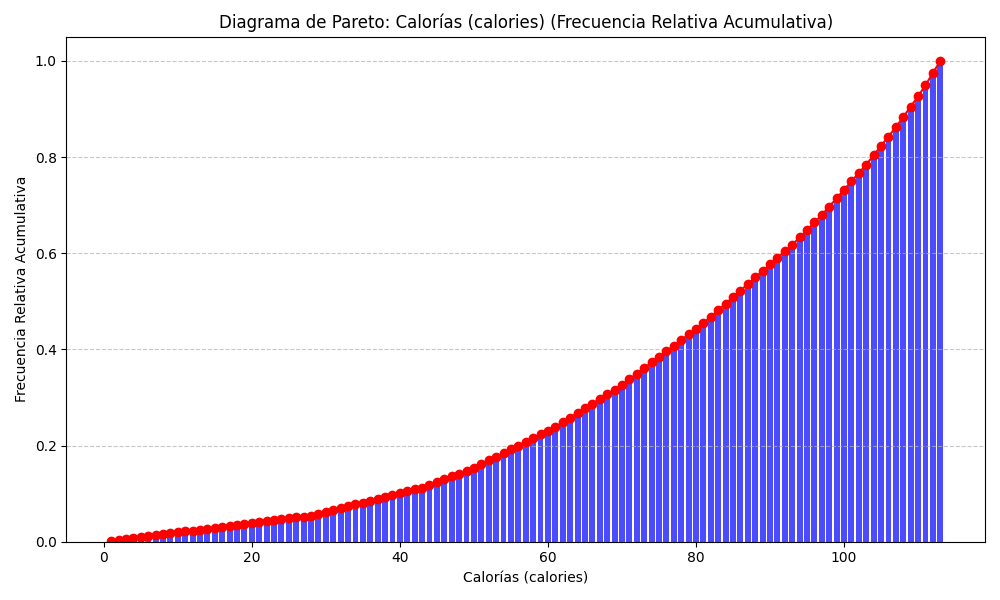 Diagrama de Pareto: Calorías (calories) (Frecuencia Relativa Acumulativa)
Frecuencia Relativa Acumulativa
1.0
0.8
0.6
0.4
0.2
0.0
0 20 40 60 80 100
Calorías (calories)